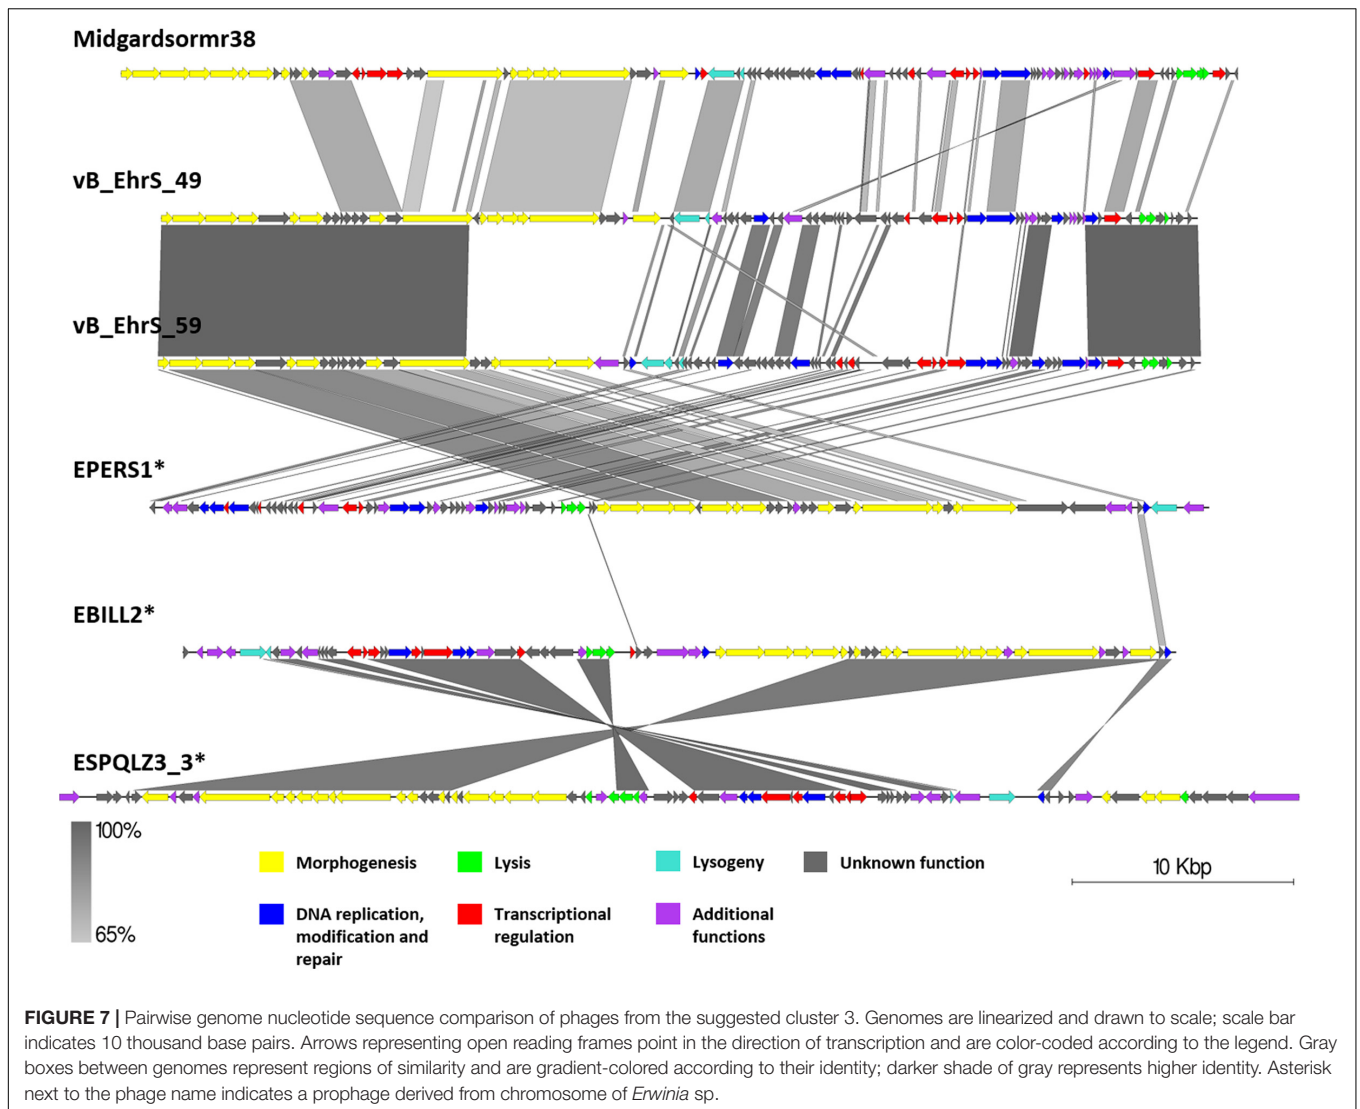 Midgardsormr38
vB_EhrS_49
vB_EhrS_59
EPERS1*
EBILL2*
ESPQLZ3_3*
100%
65%
Morphogenesis
Lysis
Lysogeny
Unknown function
DNA replication,
modification and
repair
Transcriptional
regulation
Additional
functions
10 Kbp
FIGURE 7 | Pairwise genome nucleotide sequence comparison of phages from the suggested cluster 3. Genomes are linearized and drawn to scale; scale bar
indicates 10 thousand base pairs. Arrows representing open reading frames point in the direction of transcription and are color-coded according to the legend. Gray
boxes between genomes represent regions of similarity and are gradient-colored according to their identity; darker shade of gray represents higher identity. Asterisk
next to the phage name indicates a prophage derived from chromosome of Erwinia sp.